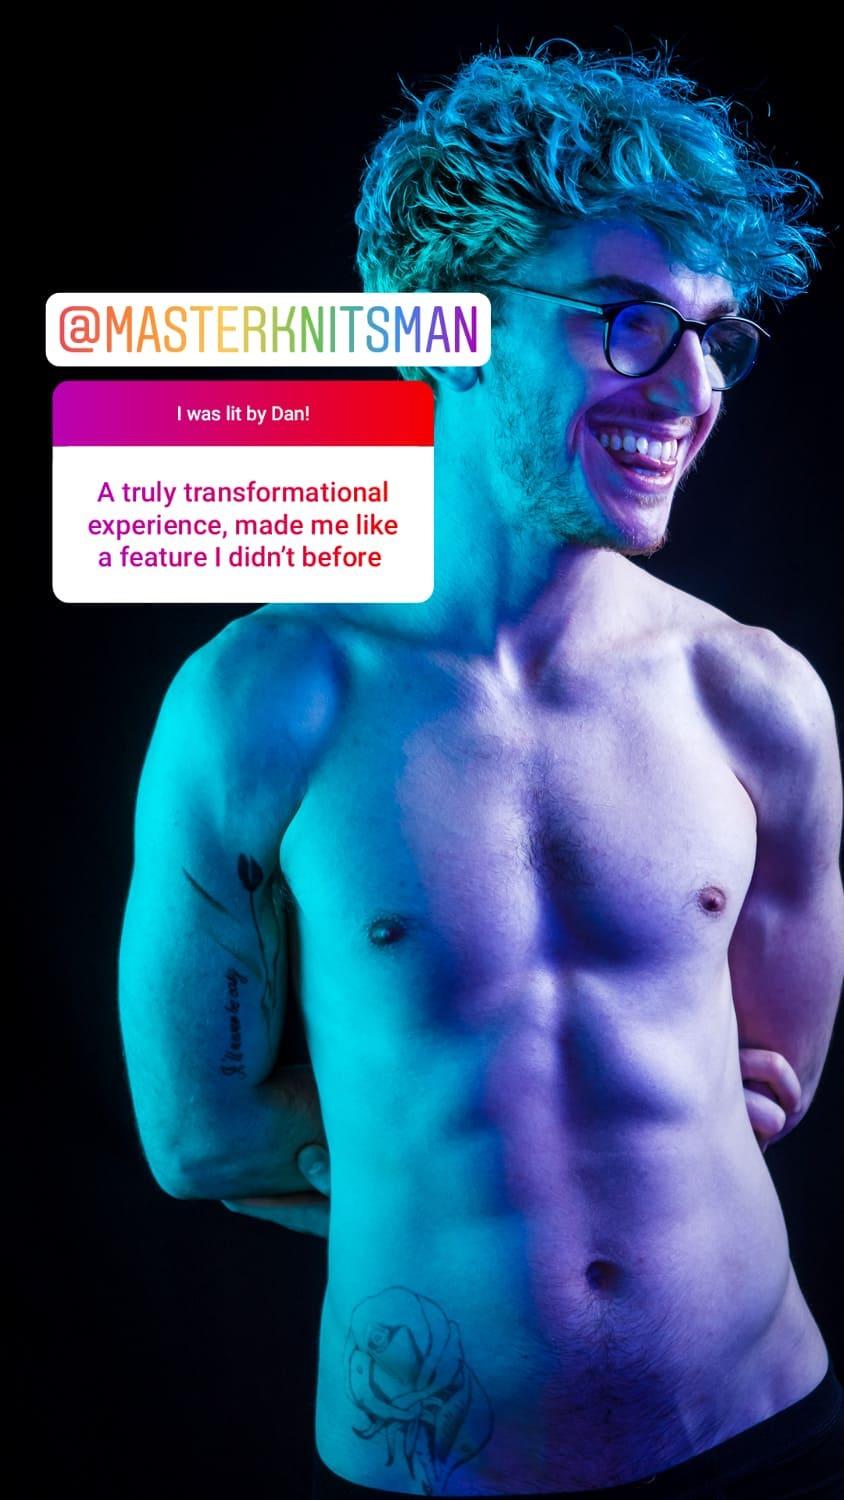 @MASTERKNITSMAN
I was lit by Dan!
A truly transformational
experience, made me like
a feature I didn't before